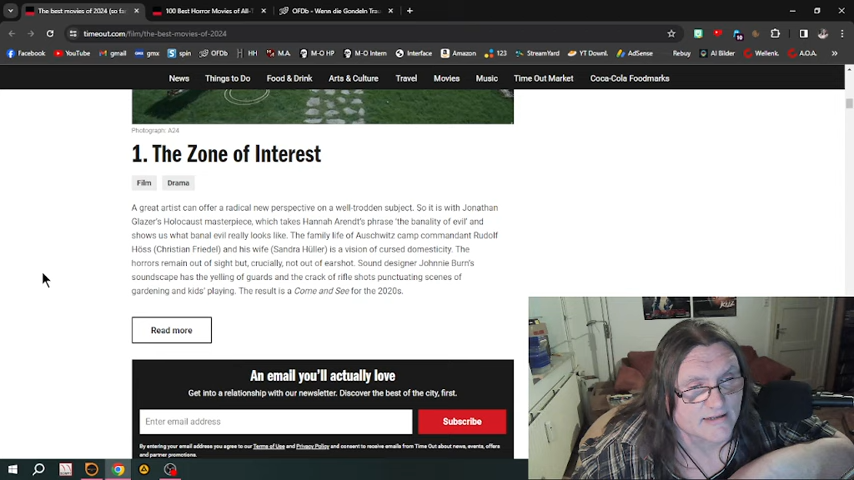 The best movies of 2024 (so fa
100 Best Horror Movies of All-T
OFDb - Wenn die Gondeln Trau
timeout.com/film/the-best-movies-of-2024
Facebook YouTube gmail gmx spin OFDb HH M.A. M-O HP M-O Intern Interface Amazon 123 StreamYard YT Downl. AdSense Rebuy AI Bilder Wellenk. A.O.A.
News Things to Do Food & Drink Arts & Culture Travel Movies Music Time Out Market Coca-Cola Foodmarks
Photograph: A24
1. The Zone of Interest
Film Drama
A great artist can offer a radical new perspective on a well-trodden subject. So it is with Jonathan
Glazer's Holocaust masterpiece, which takes Hannah Arendt's phrase 'the banality of evil' and
shows us what banal evil really looks like. The family life of Auschwitz camp commandant Rudolf
Höss (Christian Friedel) and his wife (Sandra Hüller) is a vision of cursed domesticity. The
horrors remain out of sight but, crucially, not out of earshot. Sound designer Johnnie Burn's
soundscape has the yelling of guards and the crack of rifle shots punctuating scenes of
gardening and kids' playing. The result is a Come and See for the 2020s.
Read more
An email you'll actually love
Get into a relationship with our newsletter. Discover the best of the city, first.
Enter email address Subscribe
By entering your email address you agree to our Terms of Use and Privacy Policy and consent to receive emails from Time Out about news, events, offers
and partner promotions.